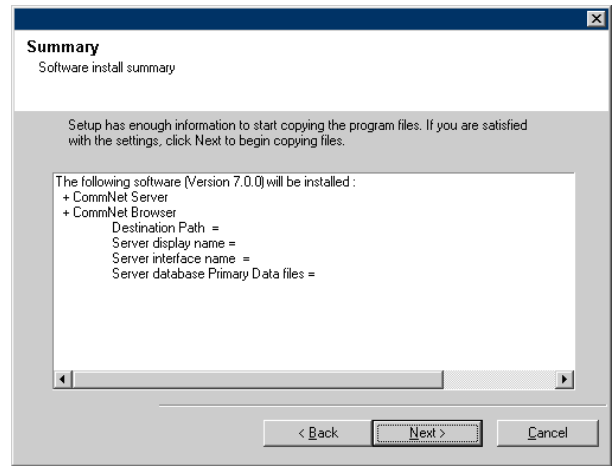 Summary
Software install summary
Setup has enough information to start copying the program files. If you are satisfied
with the settings, click Next to begin copying files.
The following software (Version 7.0.0) will be installed :
+ CommNet Server
+ CommNet Browser
Destination Path =
Server display name =
Server interface name =
Server database Primary Data files =
< Back
Next >
Cancel